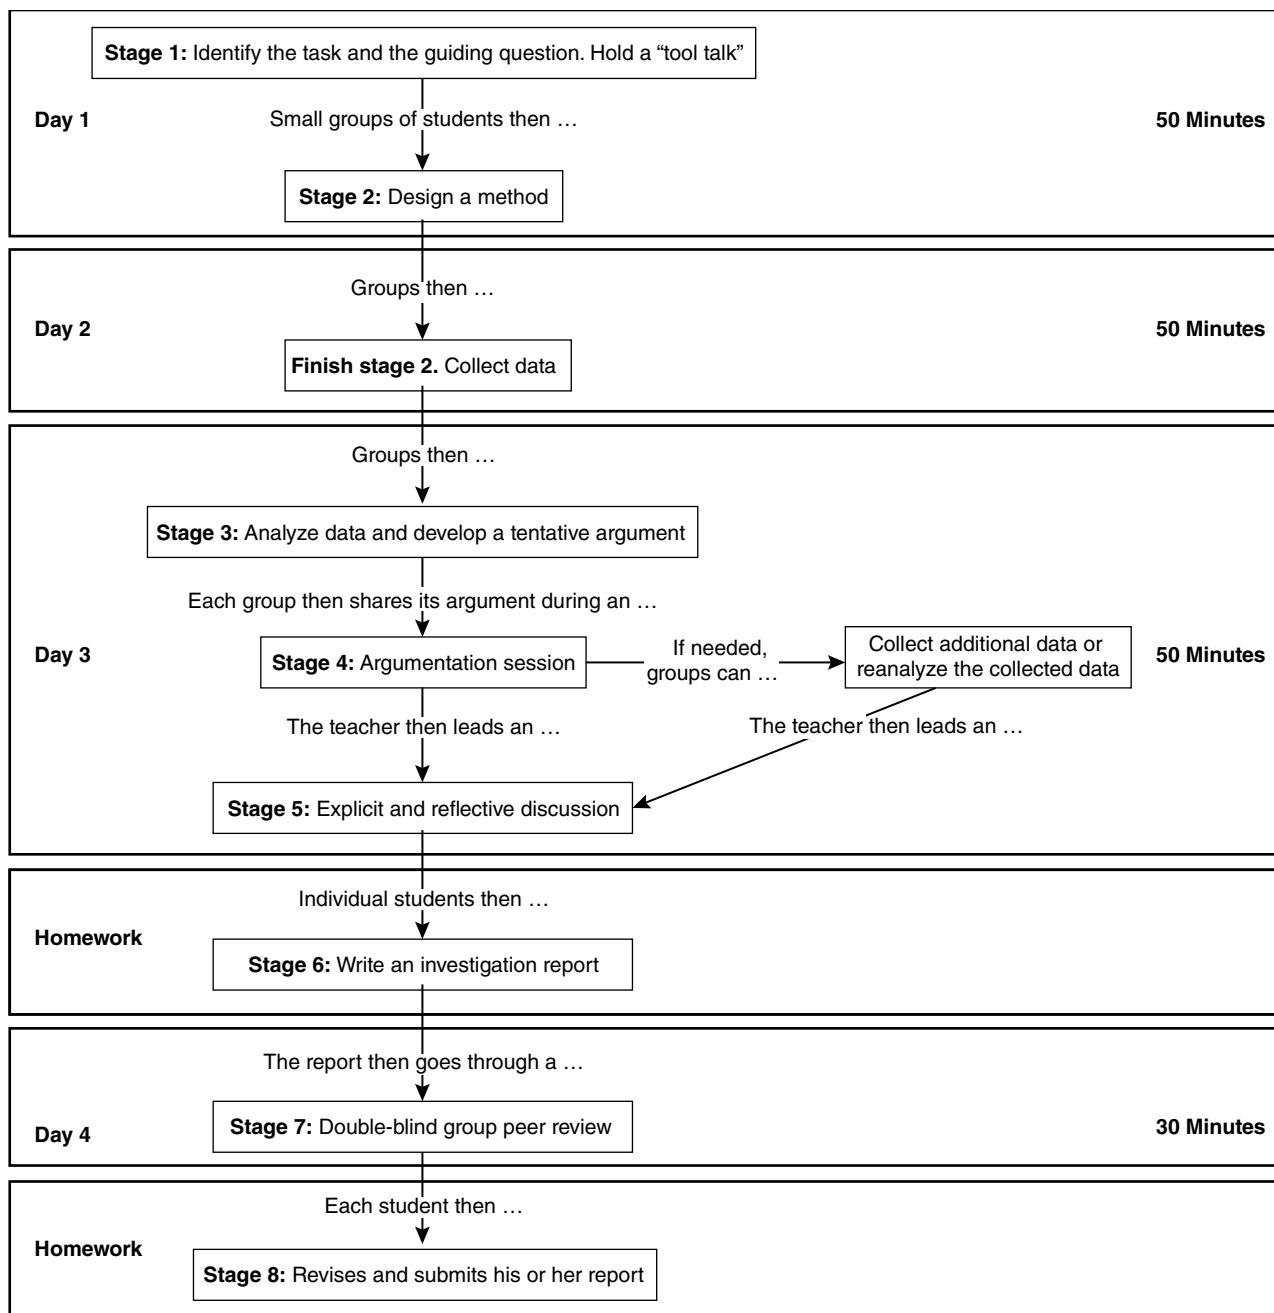 Stage 1: Identify the task and the guiding question. Hold a “tool talk”
Day 1
Small groups of students then …
50 Minutes
Stage 2: Design a method
Groups then …
Day 2
50 Minutes
Finish stage 2. Collect data
Groups then …
Stage 3: Analyze data and develop a tentative argument
Each group then shares its argument during an …
Day 3
Stage 4: Argumentation session
If needed,
groups can …
Collect additional data or
reanalyze the collected data
50 Minutes
The teacher then leads an …
The teacher then leads an …
Stage 5: Explicit and reflective discussion
Individual students then …
Homework
Stage 6: Write an investigation report
The report then goes through a …
Day 4
Stage 7: Double-blind group peer review
30 Minutes
Each student then …
Homework
Stage 8: Revises and submits his or her report